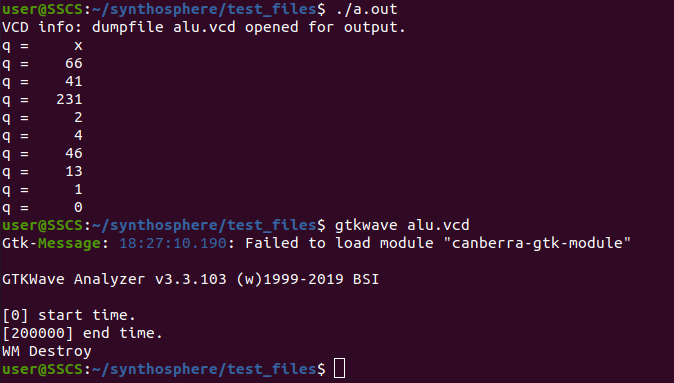 user@SSCS:~/synthosphere/test_files$ ./a.out
VCD info: dumpfile alu.vcd opened for output.
q =     x
q =    66
q =    41
q =   231
q =     2
q =     4
q =    46
q =    13
q =     1
q =     0
user@SSCS:~/synthosphere/test_files$ gtkwave alu.vcd
Gtk-Message: 18:27:10.190: Failed to load module "canberra-gtk-module"

GTKWave Analyzer v3.3.103 (w)1999-2019 BSI

[0] start time.
[200000] end time.
WM Destroy
user@SSCS:~/synthosphere/test_files$